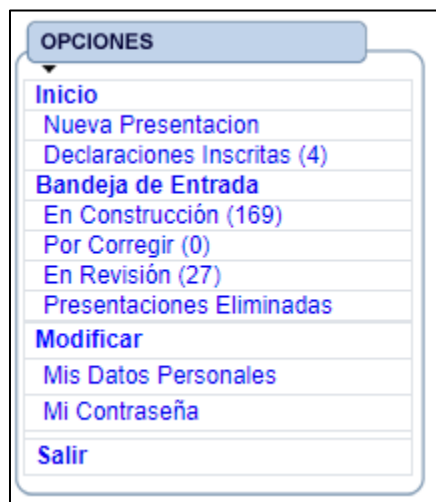 OPCIONES
Inicio
Nueva Presentacion
Declaraciones Inscritas (4)
Bandeja de Entrada
En Construcción (169)
Por Corregir (0)
En Revisión (27)
Presentaciones Eliminadas
Modificar
Mis Datos Personales
Mi Contraseña
Salir